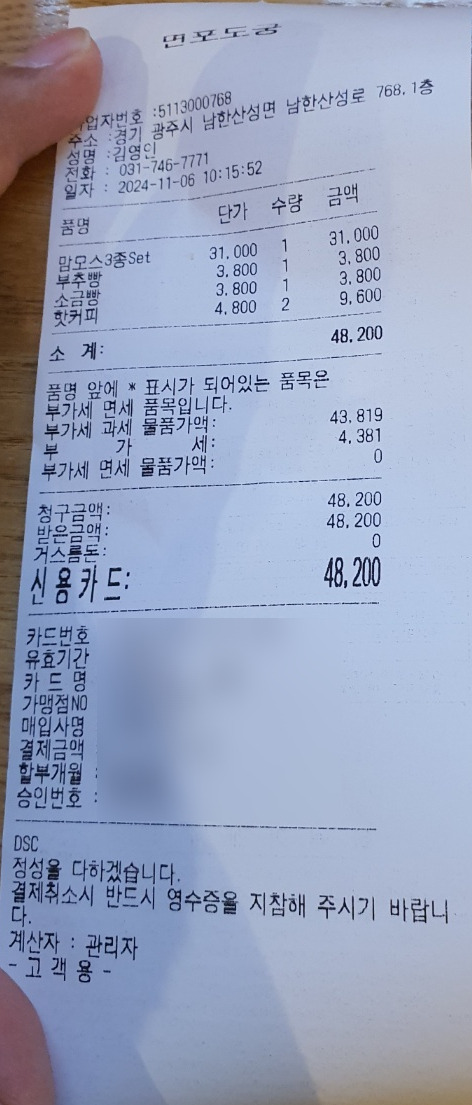 면포도궁
업자번호 :5113000768
주소 :경기 광주시 남한산성면 남한산성로 768, 1층
성명 :김영인
전화 : 031-746-7771
일자 : 2024-11-06 10:15:52
품명 단가 수량 금액
맘모스3종Set 31,000 1 31,000
부추빵 3,800 1 3,800
소금빵 3,800 1 3,800
핫커피 4,800 2 9,600
소 계: 48,200
품명 앞에 * 표시가 되어있는 품목은
부가세 면세 품목입니다.
부가세 과세 물품가액: 43,819
부 가 세: 4,381
부가세 면세 물품가액: 0
청구금액: 48,200
받은금액: 48,200
거스름돈: 0
신용카드: 48,200
카드번호
유효기간
카 드 명
가맹점NO
매입사명
결제금액
할부개월 :
승인번호 :
DSC
정성을 다하겠습니다.
결제취소시 반드시 영수증을 지참해 주시기 바랍니
다.
계산자 : 관리자
- 고 객 용 -